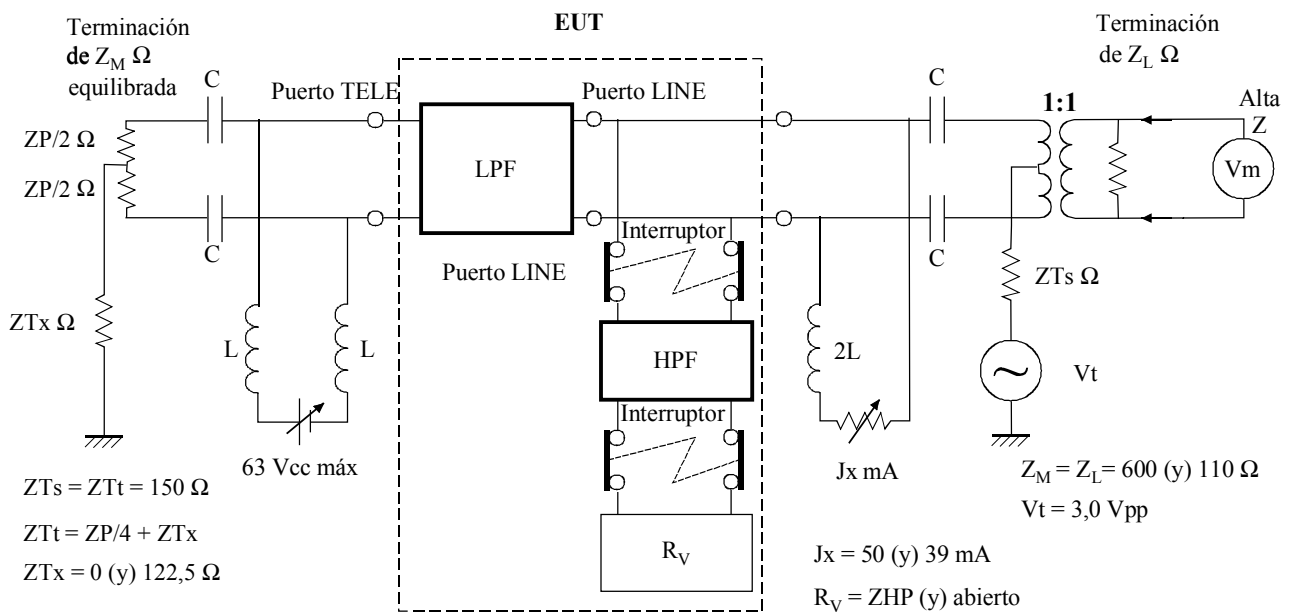 EUT
Terminación
de Z_M Ω
equilibrada
Terminación
de Z_L Ω
C
Puerto TELE
Puerto LINE
C
1:1
Alta
Z
ZP/2 Ω
ZP/2 Ω
LPF
Vm
C
Interruptor
C
Puerto LINE
ZTs Ω
ZTx Ω
L
L
HPF
2L
Vt
Interruptor
63 Vcc máx
Jx mA
R_V
ZTs = ZTt = 150 Ω
ZTt = ZP/4 + ZTx
ZTx = 0 (y) 122,5 Ω
Z_M = Z_L= 600 (y) 110 Ω
Vt = 3,0 Vpp
Jx = 50 (y) 39 mA
R_V = ZHP (y) abierto